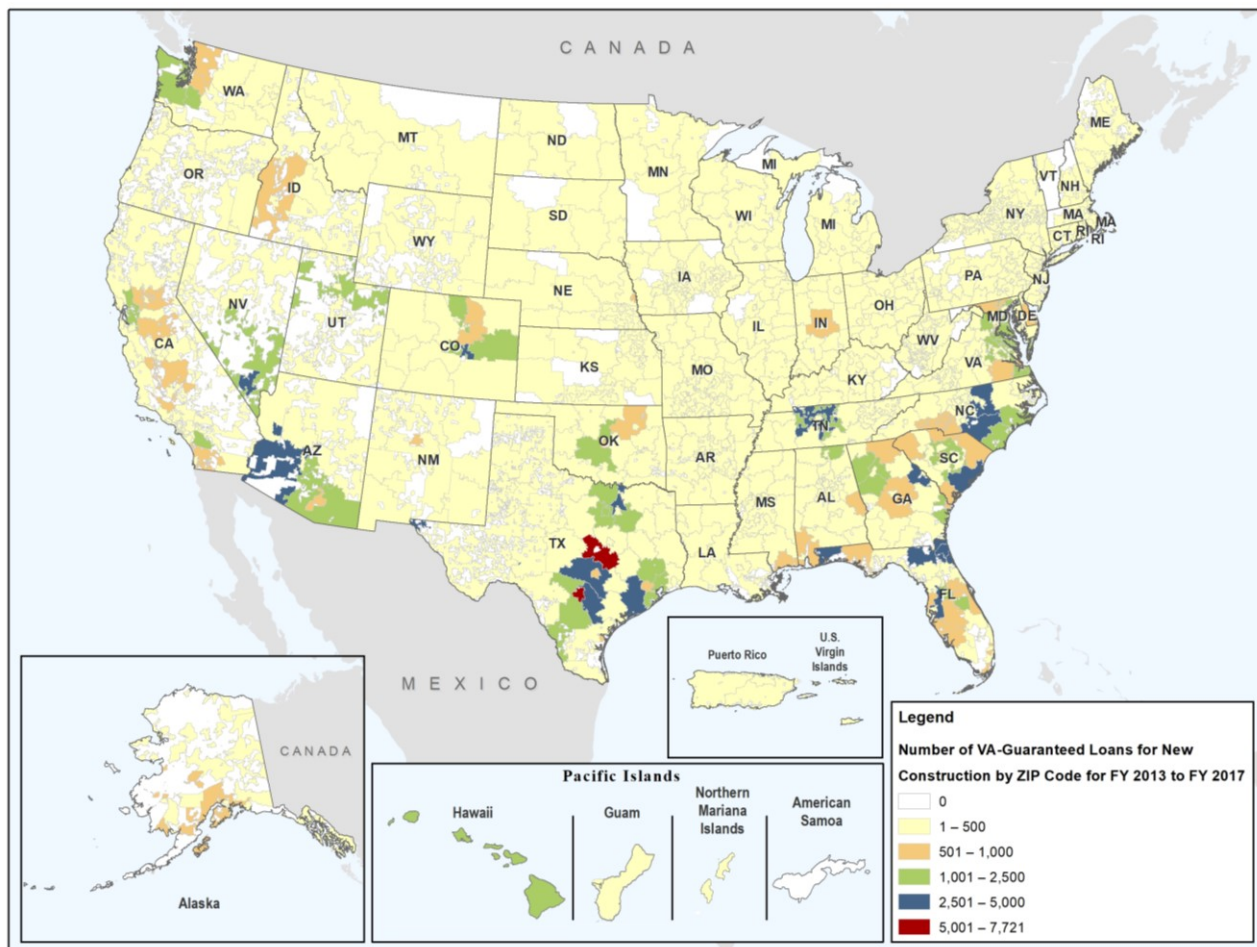 CANADA
WA
MT
ND
MN
MI
ME
OR
ID
SD
WI
MI
VT
NH
NY
MA
MA
CT
RI
RI
WY
IA
PA
NJ
NV
UT
NE
IL
IN
OH
MD
DE
CA
CO
KS
MO
WV
VA
KY
AZ
NM
OK
AR
TN
NC
SC
MS
AL
GA
TX
LA
FL
MEXICO
CANADA
Alaska
Puerto Rico
U.S.
Virgin
Islands
Pacific Islands
Hawaii
Guam
Northern
Mariana
Islands
American
Samoa
Legend
Number of VA-Guaranteed Loans for New
Construction by ZIP Code for FY 2013 to FY 2017
0
1 – 500
501 – 1,000
1,001 – 2,500
2,501 – 5,000
5,001 – 7,721